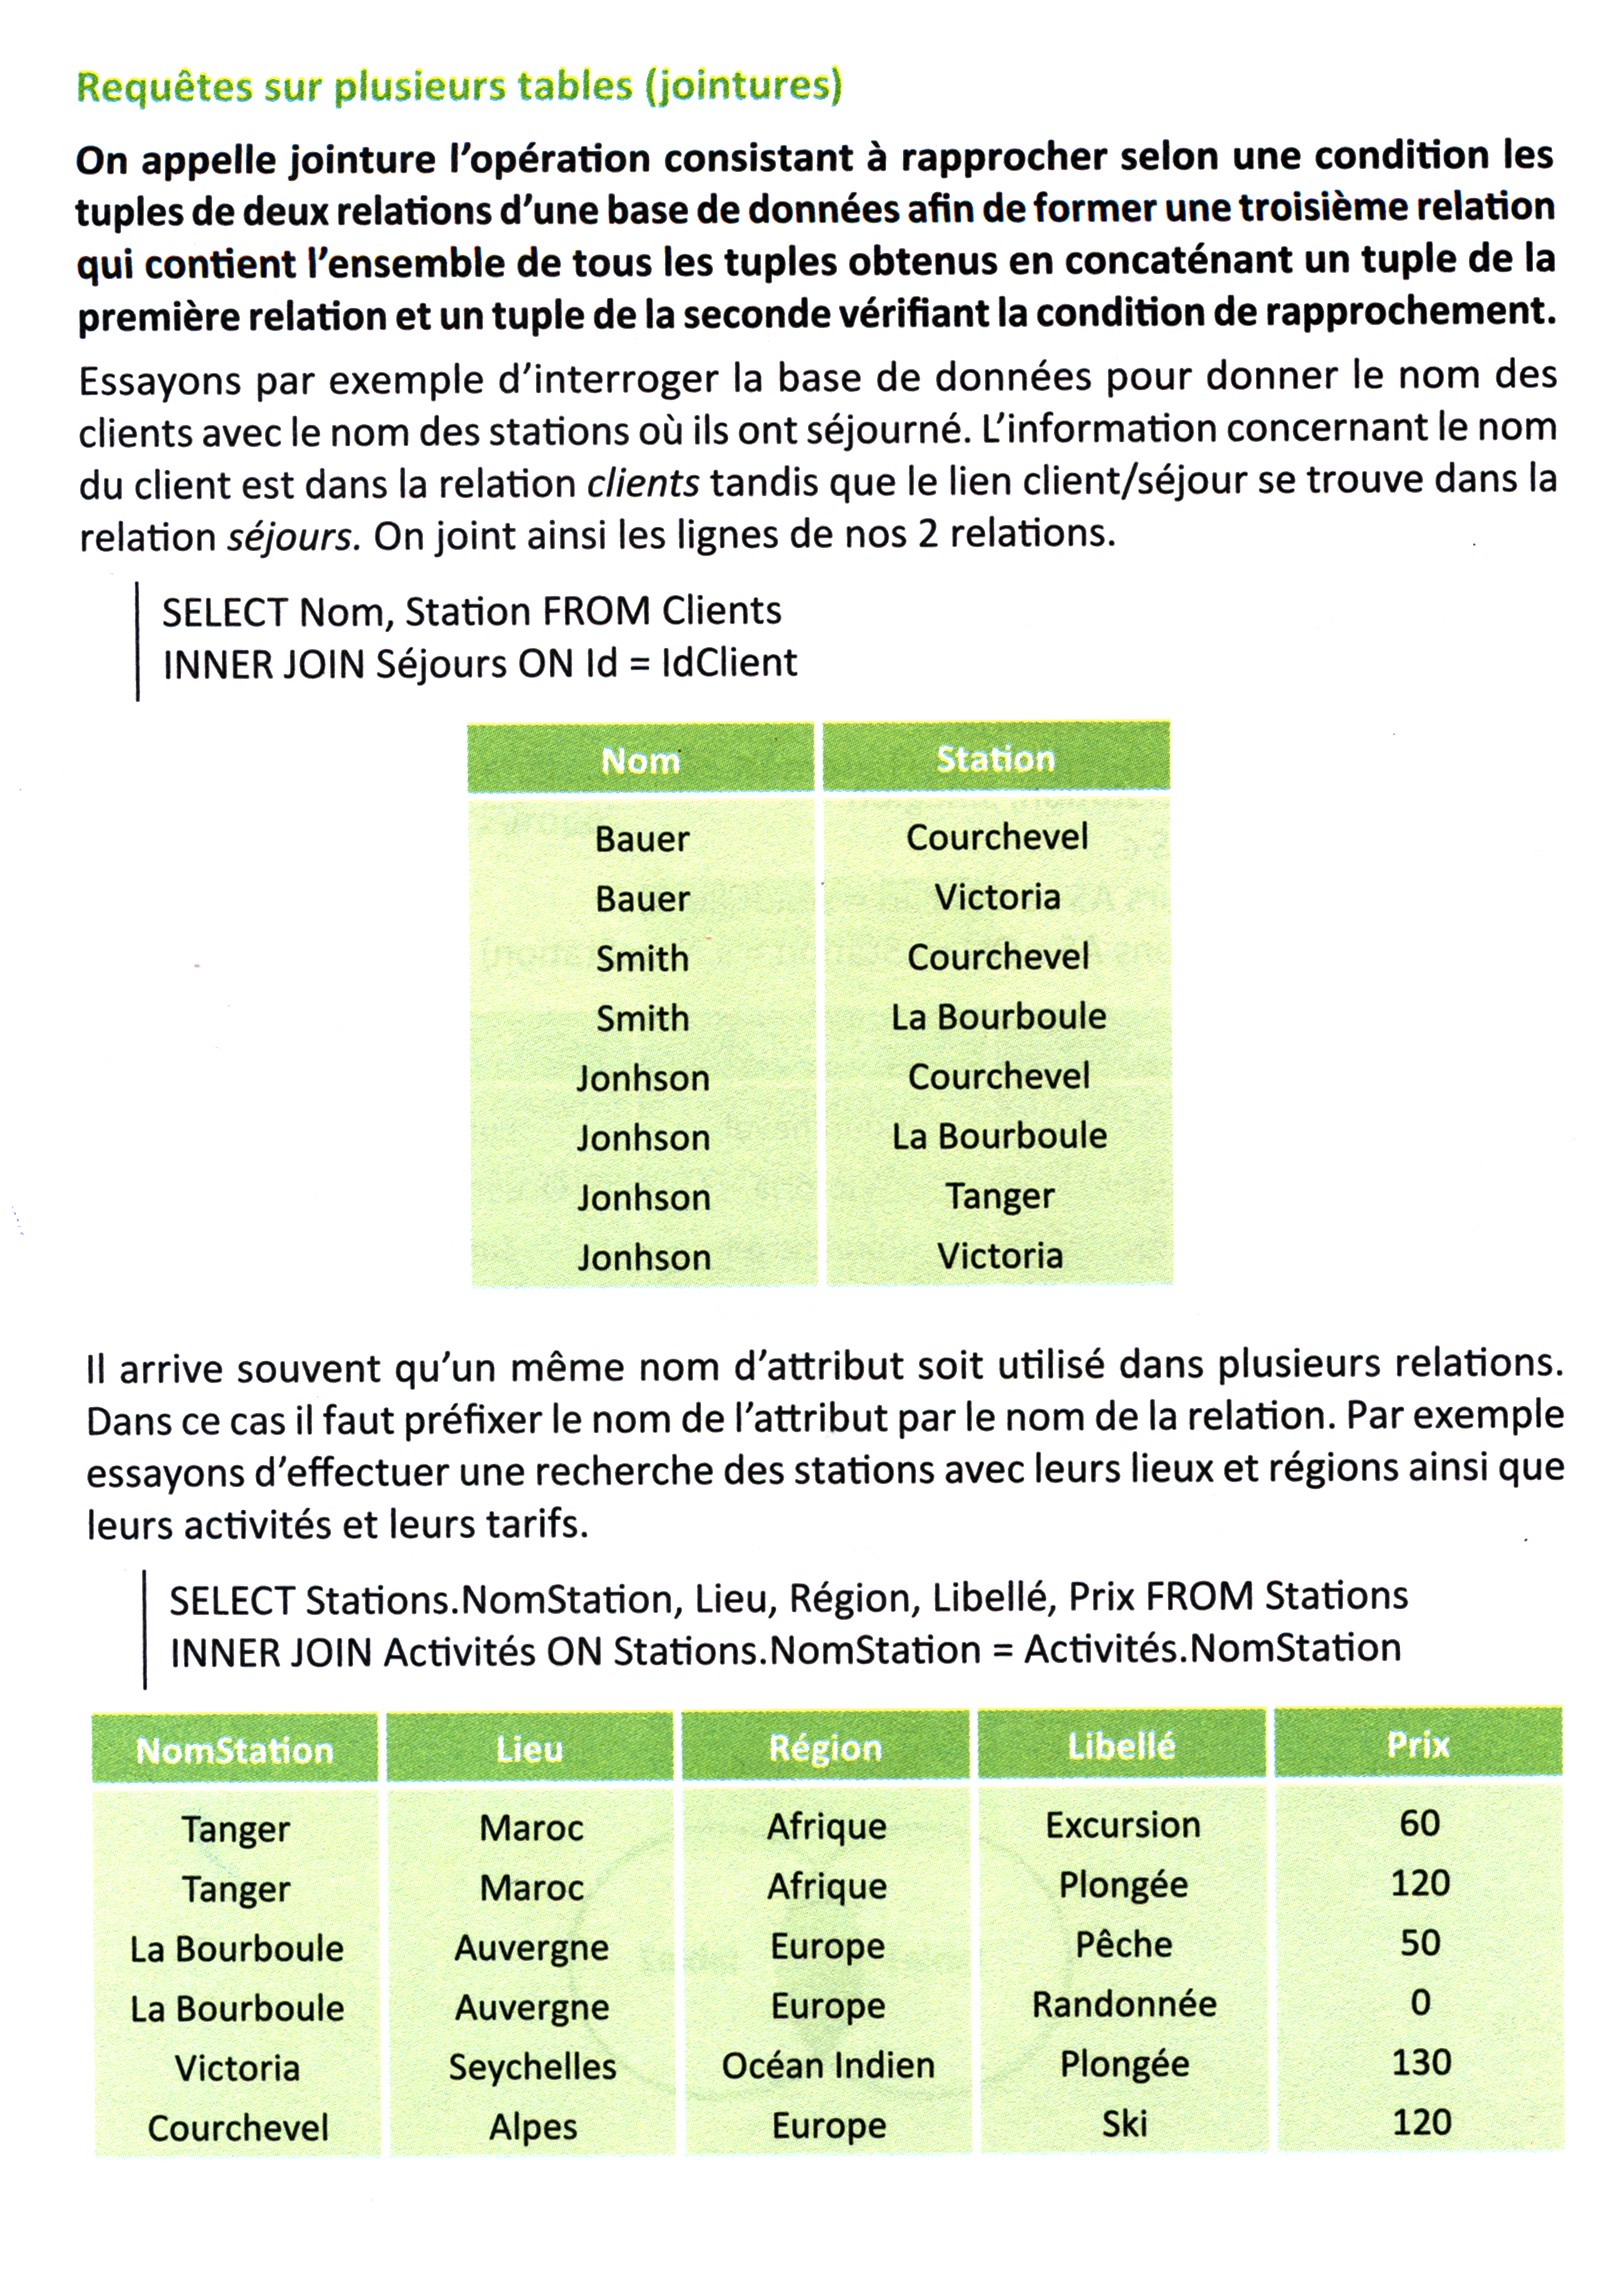 Requêtes sur plusieurs tables (jointures)
On appelle jointure l'opération consistant à rapprocher selon une condition les
tuples de deux relations d'une base de données afin de former une troisième relation
qui contient l'ensemble de tous les tuples obtenus en concaténant un tuple de la
première relation et un tuple de la seconde vérifiant la condition de rapprochement.
Essayons par exemple d'interroger la base de données pour donner le nom des
clients avec le nom des stations où ils ont séjourné. L'information concernant le nom
du client est dans la relation clients tandis que le lien client/séjour se trouve dans la
relation séjours. On joint ainsi les lignes de nos 2 relations.
SELECT Nom, Station FROM Clients
INNER JOIN Séjours ON Id = IdClient
Nom Station
Bauer Courchevel
Bauer Victoria
Smith Courchevel
Smith La Bourboule
Jonhson Courchevel
Jonhson La Bourboule
Jonhson Tanger
Jonhson Victoria
Il arrive souvent qu'un même nom d'attribut soit utilisé dans plusieurs relations.
Dans ce cas il faut préfixer le nom de l'attribut par le nom de la relation. Par exemple
essayons d'effectuer une recherche des stations avec leurs lieux et régions ainsi que
leurs activités et leurs tarifs.
SELECT Stations.NomStation, Lieu, Région, Libellé, Prix FROM Stations
INNER JOIN Activités ON Stations.NomStation = Activités.NomStation
NomStation Lieu Région Libellé Prix
Tanger Maroc Afrique Excursion 60
Tanger Maroc Afrique Plongée 120
La Bourboule Auvergne Europe Pêche 50
La Bourboule Auvergne Europe Randonnée 0
Victoria Seychelles Océan Indien Plongée 130
Courchevel Alpes Europe Ski 120